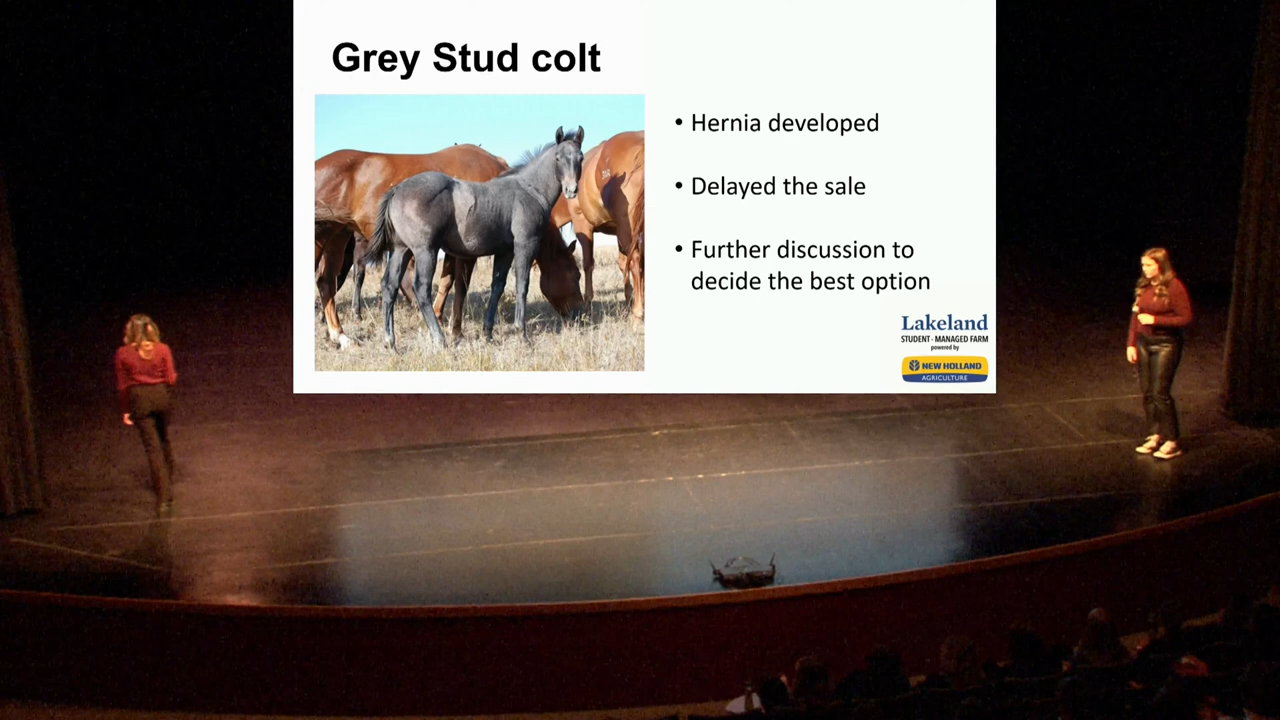 Grey Stud colt
• Hernia developed
• Delayed the sale
• Further discussion to
decide the best option
Lakeland
STUDENT-MANAGED FARM
powered by
NEW HOLLAND
AGRICULTURE